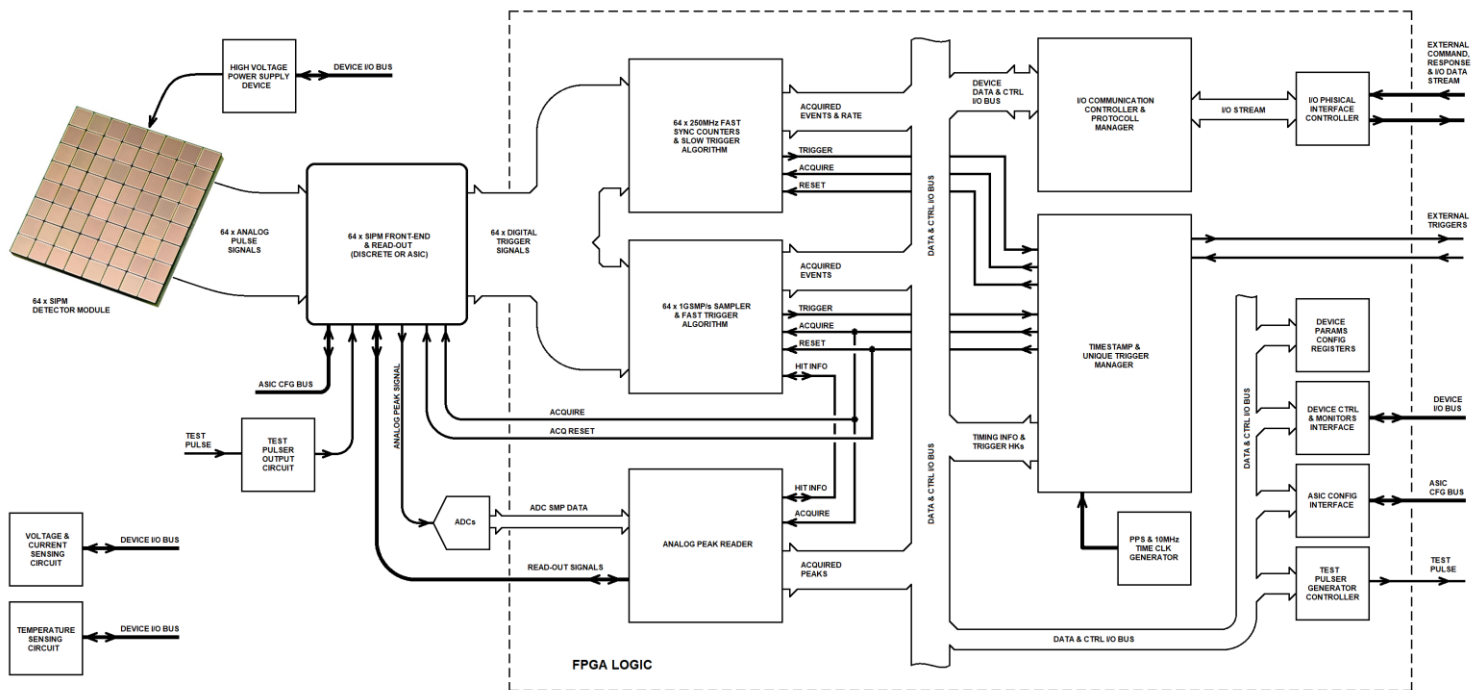 HIGH VOLTAGE
POWER SUPPLY
DEVICE
DEVICE I/O BUS
64 x SIPM
DETECTOR MODULE
64 x ANALOG
PULSE
SIGNALS
64 x SIPM FRONT-END
& READ-OUT
(DISCRETE OR ASIC)
64 x DIGITAL
TRIGGER
SIGNALS
ASIC CFG BUS
TEST
PULSE
TEST
PULSER
OUTPUT
CIRCUIT
ANALOG PEAK SIGNAL
ACQUIRE
ACQ RESET
ADCs
ADC SMP DATA
READ-OUT SIGNALS
VOLTAGE &
CURRENT
SENSING
CIRCUIT
DEVICE I/O BUS
TEMPERATURE
SENSING
CIRCUIT
DEVICE I/O BUS
64 x 250MHz FAST
SYNC COUNTERS
& SLOW TRIGGER
ALGORITHM
ACQUIRED
EVENTS & RATE
TRIGGER
ACQUIRE
RESET
64 x 1GSMP/s SAMPLER
& FAST TRIGGER
ALGORITHM
ACQUIRED
EVENTS
TRIGGER
ACQUIRE
RESET
HIT INFO
ANALOG PEAK READER
HIT INFO
ACQUIRE
ACQUIRED
PEAKS
FPGA LOGIC
DATA & CTRL I/O BUS
DATA & CTRL I/O BUS
DEVICE
DATA & CTRL
I/O BUS
I/O COMMUNICATION
CONTROLLER &
PROTOCOLL
MANAGER
I/O STREAM
I/O PHISICAL
INTERFACE
CONTROLLER
EXTERNAL
COMMAND,
RESPONSE
& I/O DATA
STREAM
TIMESTAMP &
UNIQUE TRIGGER
MANAGER
EXTERNAL
TRIGGERS
TIMING INFO &
TRIGGER HKs
PPS & 10MHz
TIME CLK
GENERATOR
DATA & CTRL I/O BUS
DATA & CTRL I/O BUS
DEVICE
PARAMS
CONFIG
REGISTERS
DEVICE CTRL
& MONITORS
INTERFACE
DEVICE
I/O BUS
ASIC CONFIG
INTERFACE
ASIC
CFG BUS
TEST
PULSER
GENERATOR
CONTROLLER
TEST
PULSE